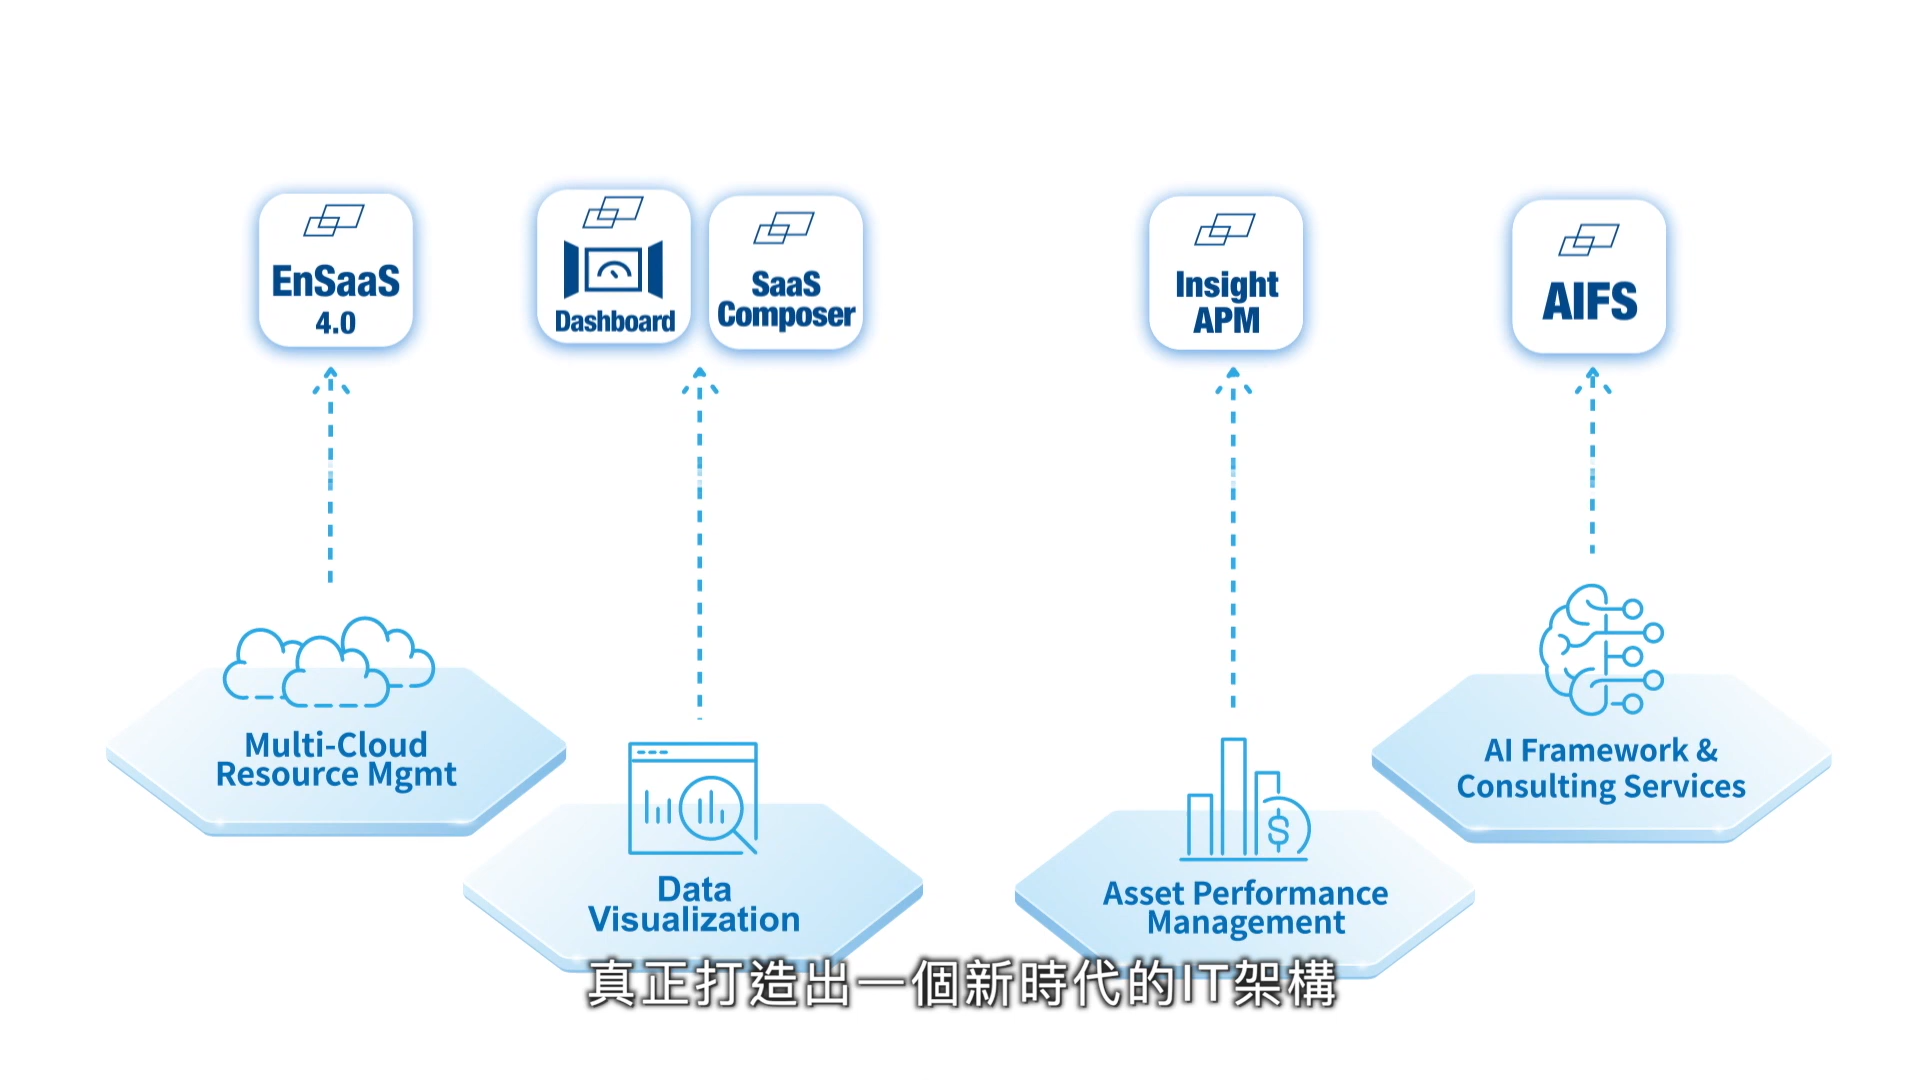 EnSaaS
4.0
Dashboard
SaaS
Composer
Insight
APM
AIFS
Multi-Cloud
Resource Mgmt
Data
Visualization
$
Asset Performance
Management
AI Framework &
Consulting Services
真正打造出一個新時代的IT架構